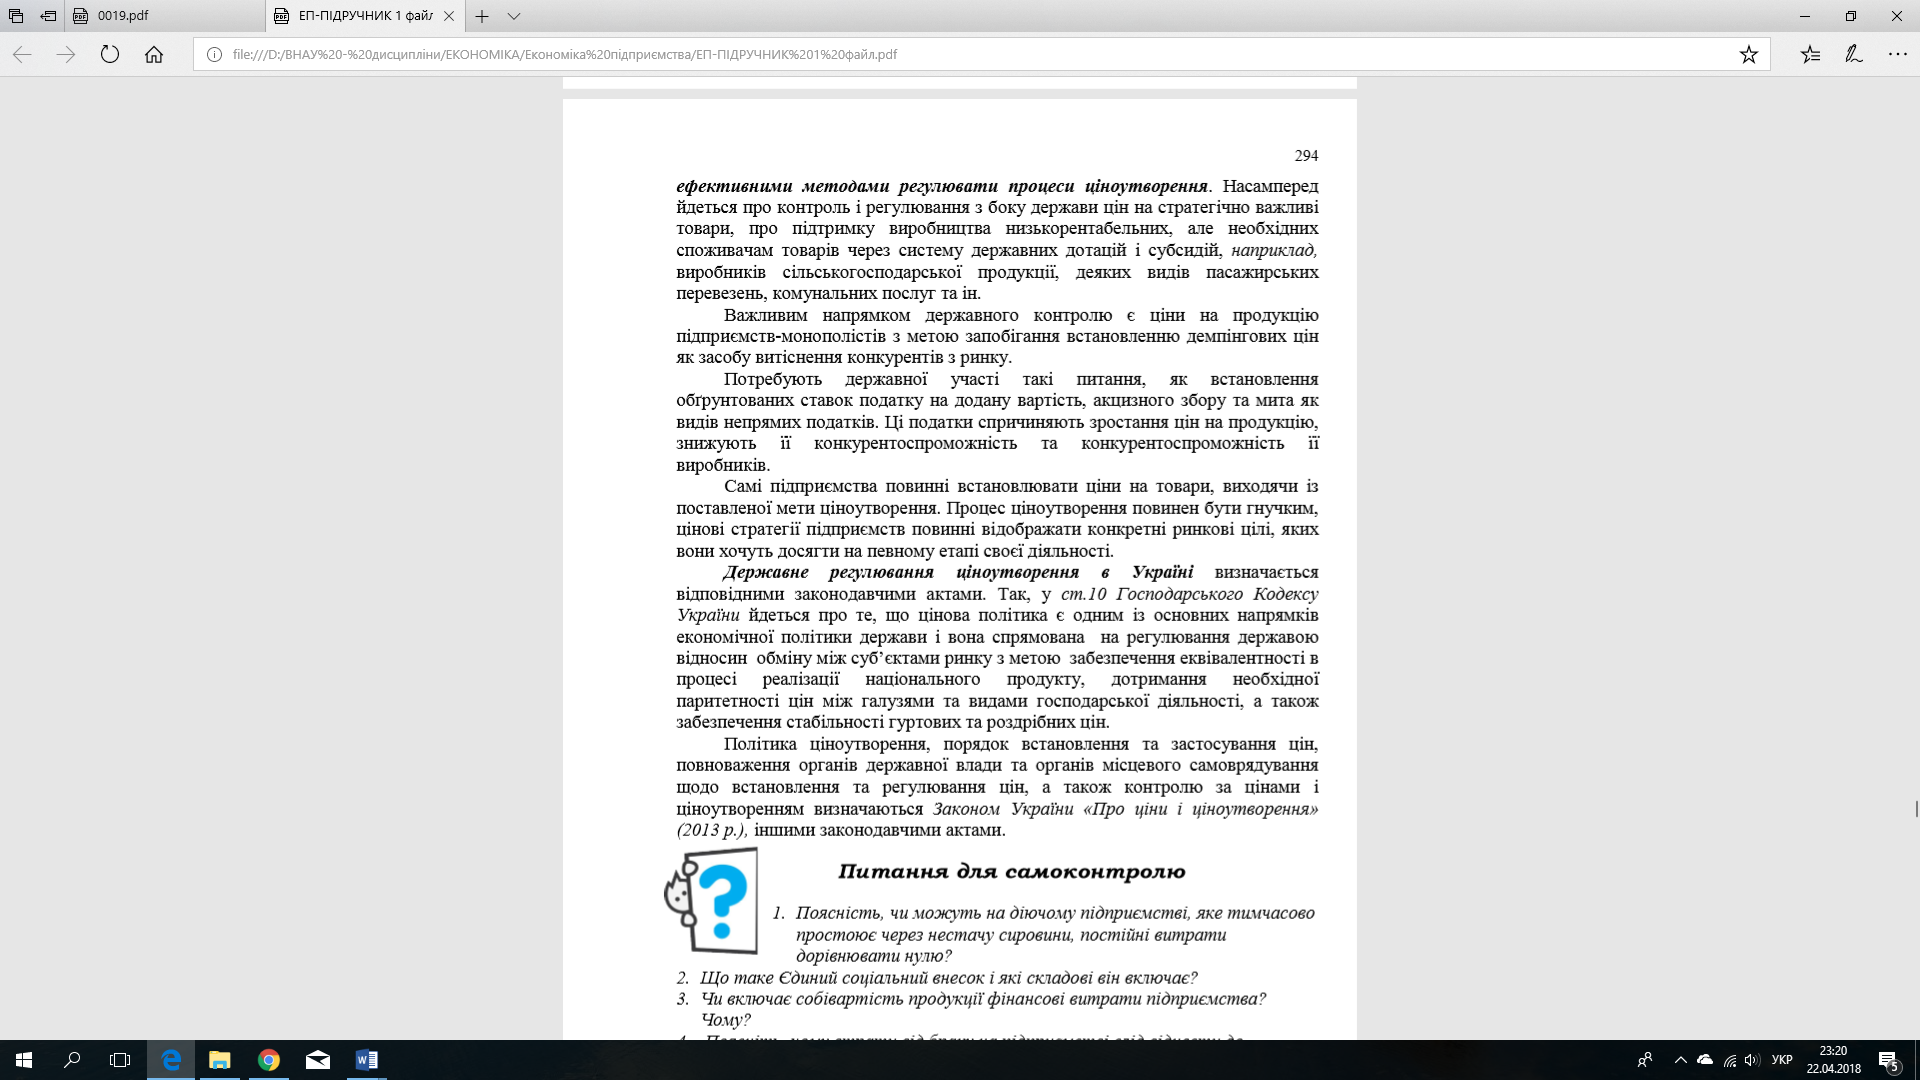 0019.pdf
ЕП-ПІДРУЧНИК 1 файл
file:///D:/ВНАУ%20-%20дисципліни/ЕКОНОМІКА/Економіка%20підприємства/ЕП-ПІДРУЧНИК%201%20файл.pdf
294
ефективними методами регулювати процеси ціноутворення. Насамперед
йдеться про контроль і регулювання з боку держави цін на стратегічно важливі
товари, про підтримку виробництва низькорентабельних, але необхідних
споживачам товарів через систему державних дотацій і субсидій, наприклад,
виробників сільськогосподарської продукції, деяких видів пасажирських
перевезень, комунальних послуг та ін.
Важливим напрямком державного контролю є ціни на продукцію
підприємств-монополістів з метою запобігання встановленню демпінгових цін
як засобу витіснення конкурентів з ринку.
Потребують державної участі такі питання, як встановлення
обґрунтованих ставок податку на додану вартість, акцизного збору та мита як
видів непрямих податків. Ці податки спричиняють зростання цін на продукцію,
знижують її конкурентоспроможність та конкурентоспроможність її
виробників.
Самі підприємства повинні встановлювати ціни на товари, виходячи із
поставленої мети ціноутворення. Процес ціноутворення повинен бути гнучким,
цінові стратегії підприємств повинні відображати конкретні ринкові цілі, яких
вони хочуть досягти на певному етапі своєї діяльності.
Державне регулювання ціноутворення в Україні визначається
відповідними законодавчими актами. Так, у ст.10 Господарського Кодексу
України йдеться про те, що цінова політика є одним із основних напрямків
економічної політики держави і вона спрямована на регулювання державою
відносин обміну між суб’єктами ринку з метою забезпечення еквівалентності в
процесі реалізації національного продукту, дотримання необхідної
паритетності цін між галузями та видами господарської діяльності, а також
забезпечення стабільності гуртових та роздрібних цін.
Політика ціноутворення, порядок встановлення та застосування цін,
повноваження органів державної влади та органів місцевого самоврядування
щодо встановлення та регулювання цін, а також контролю за цінами і
ціноутворенням визначаються Законом України «Про ціни і ціноутворення»
(2013 р.), іншими законодавчими актами.
Питання для самоконтролю
1. Поясність, чи можуть на діючому підприємстві, яке тимчасово
простоює через нестачу сировини, постійні витрати
дорівнювати нулю?
2. Що таке Єдиний соціальний внесок і які складові він включає?
3. Чи включає собівартість продукції фінансові витрати підприємства?
Чому?
УКР
23:20
22.04.2018
5